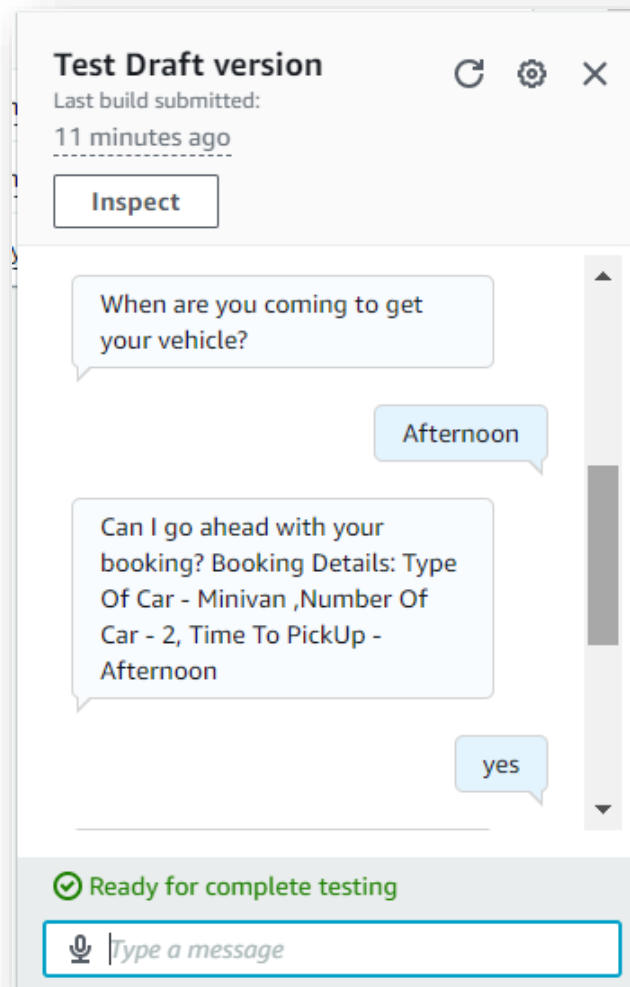 Test Draft version
Last build submitted:
11 minutes ago
Inspect
When are you coming to get
your vehicle?
Afternoon
Can I go ahead with your
booking? Booking Details: Type
Of Car - Minivan ,Number Of
Car - 2, Time To PickUp -
Afternoon
yes
Ready for complete testing
Type a message